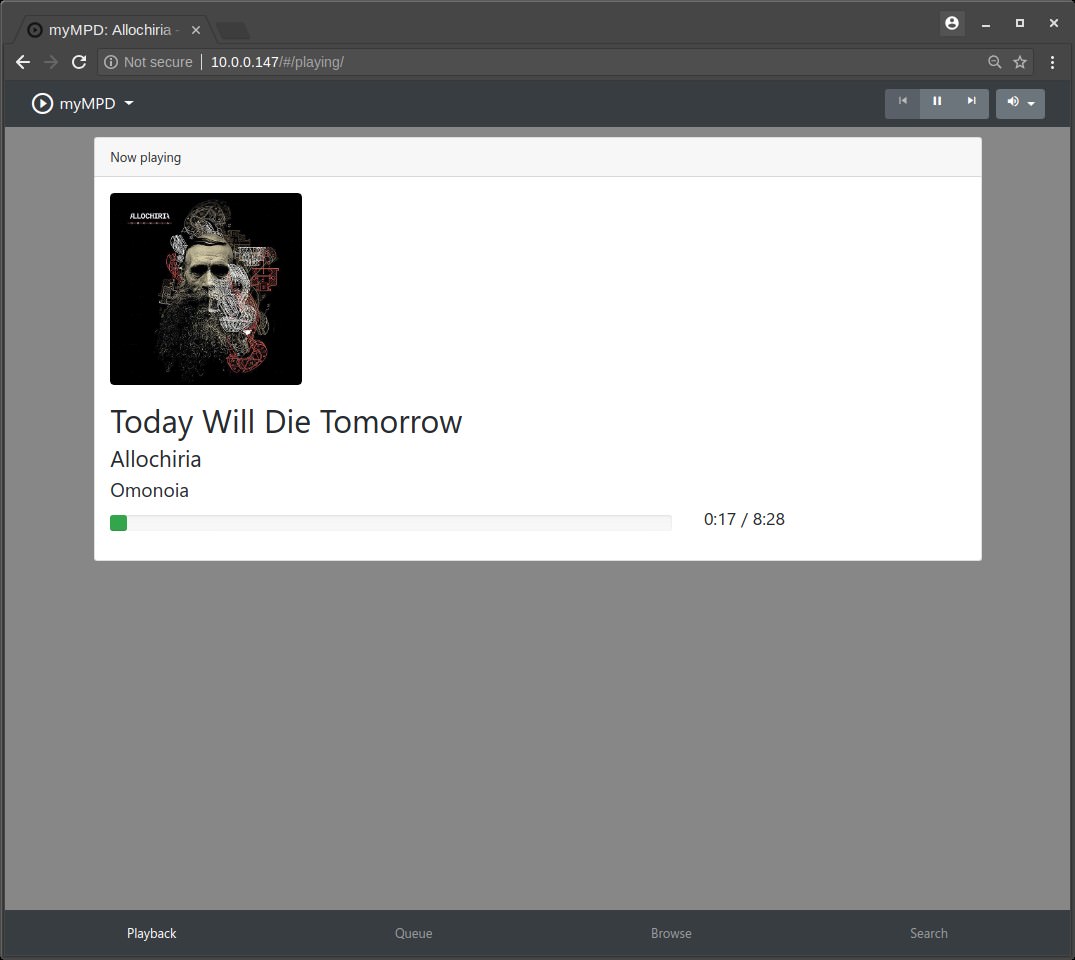 myMPD: Allochiria -
Not secure 10.0.0.147/#/playing/
myMPD
Now playing
ALLOCHIRIA
Today Will Die Tomorrow
Allochiria
Omonoia
0:17 / 8:28
Playback Queue Browse Search